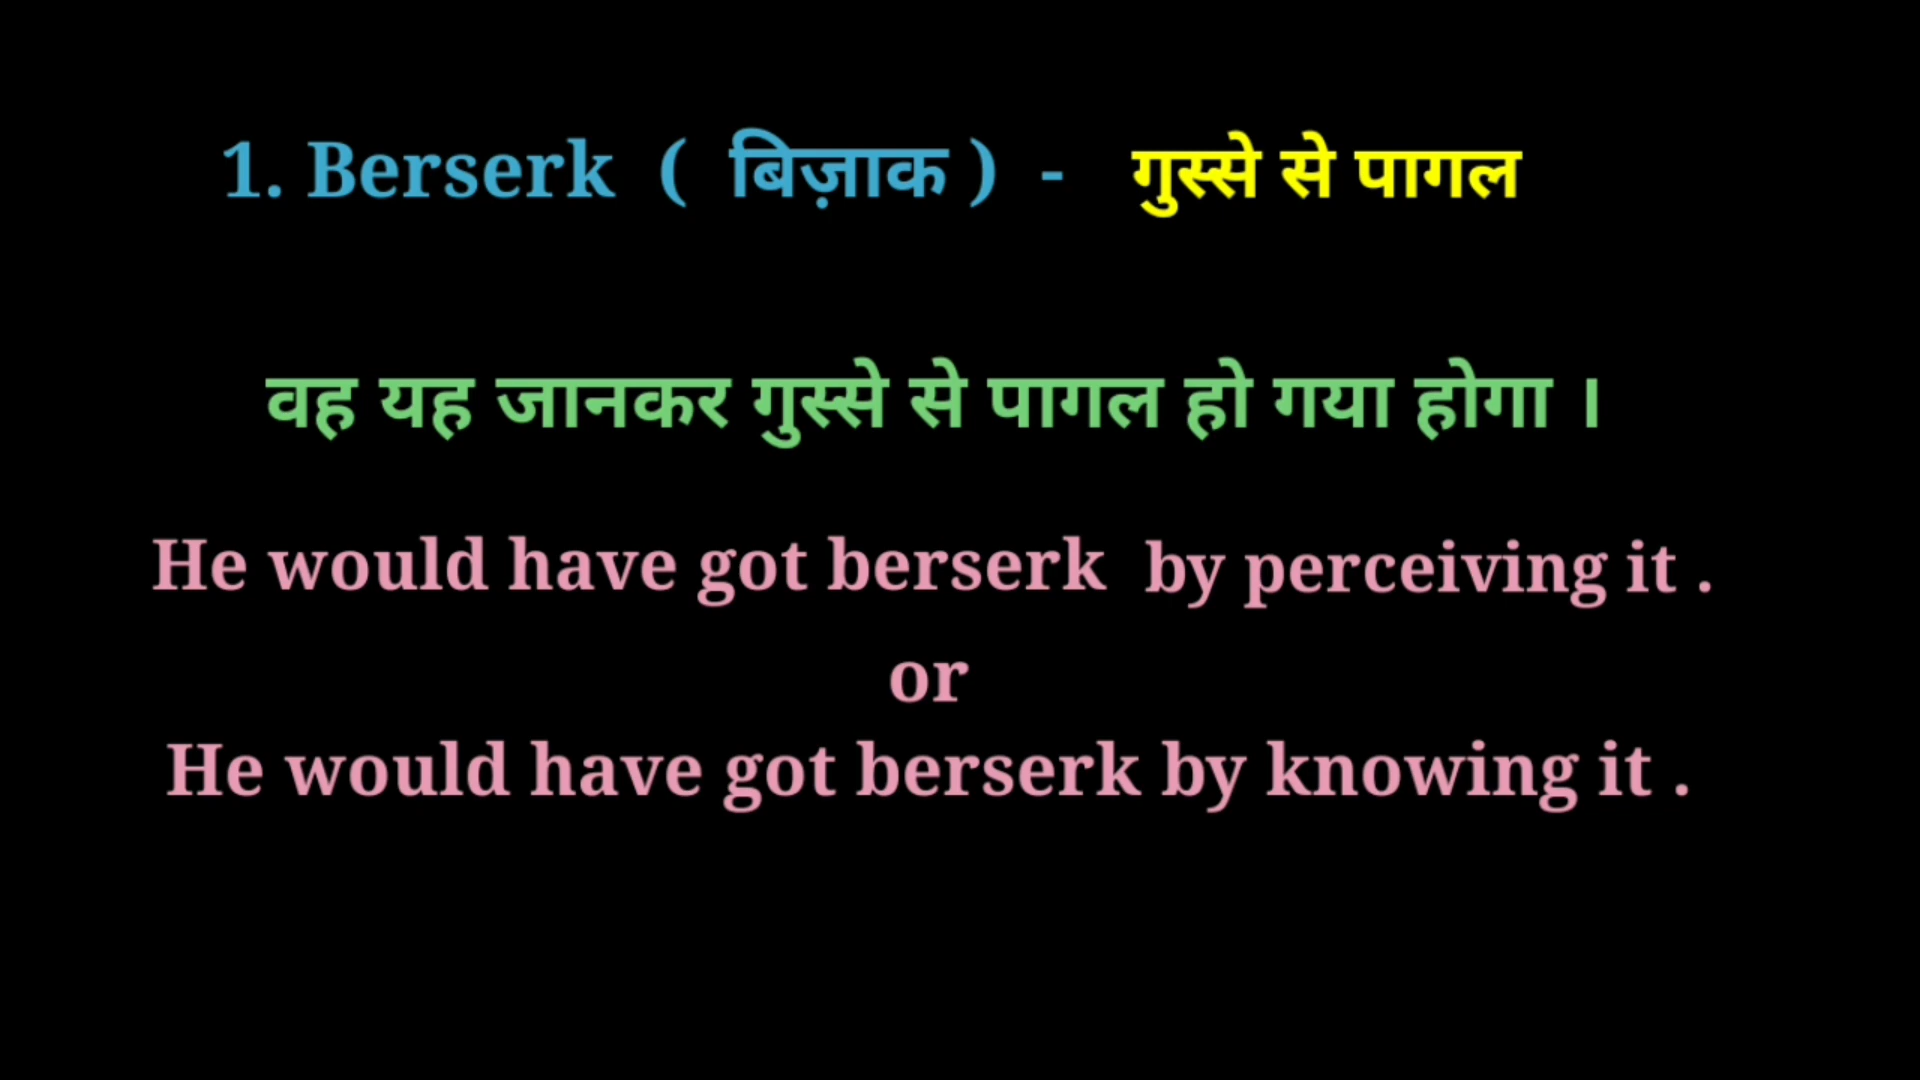 1. Berserk ( बिज़ाक ) - गुस्से से पागल
वह यह जानकर गुस्से से पागल हो गया होगा ।
He would have got berserk by perceiving it .
or
He would have got berserk by knowing it .